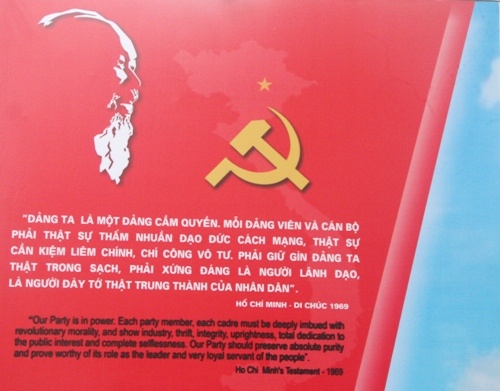 "ĐẢNG TA LÀ MỘT ĐẢNG CẦM QUYỀN. MỖI ĐẢNG VIÊN VÀ CÁN BỘ
PHẢI THẬT SỰ THẤM NHUẦN ĐẠO ĐỨC CÁCH MẠNG, THẬT SỰ
CẦN KIỆM LIÊM CHÍNH, CHÍ CÔNG VÔ TƯ. PHẢI GIỮ GÌN ĐẢNG TA
THẬT TRONG SẠCH, PHẢI XỨNG ĐÁNG LÀ NGƯỜI LÃNH ĐẠO,
LÀ NGƯỜI ĐẦY TỚ THẬT TRUNG THÀNH CỦA NHÂN DÂN".
HỒ CHÍ MINH - DI CHÚC 1969
"Our Party is in power. Each party member, each cadre must be deeply imbued with
revolutionary morality, and show industry, thrift, integrity, uprightness, total dedication to
the public interest and complete selflessness. Our Party should preserve absolute purity
and prove worthy of its role as the leader and very loyal servant of the people".
Ho Chi Minh's Testament - 1969